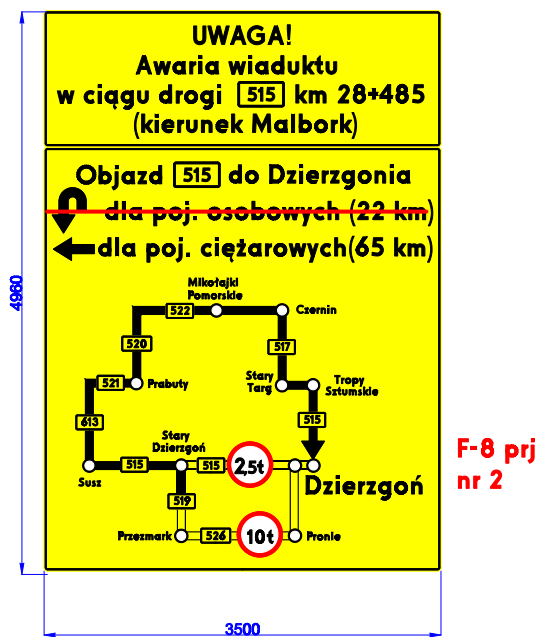 UWAGA!
Awaria wiaduktu
w ciągu drogi 515 km 28+485
(kierunek Malbork)
Objazd 515 do Dzierzgonia
dla poj. osobowych (22 km)
dla poj. ciężarowych(65 km)
Mikołajki
Pomorskie
522
Czernin
520
517
521
Prabuty
Stary
Targ
Tropy
Sztumskie
613
515
Stary
Dzierzgoń
Susz
515
515
2,5t
Dzierzgoń
519
Przezmark
526
10t
Pronie
4960
3500
F-8 prj
nr 2